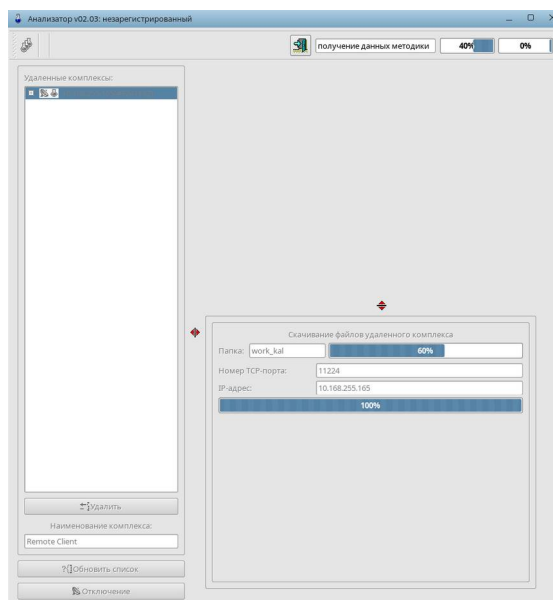 Анализатор v02.03: незарегистрированный
получение данных методики
40%
0%
Удаленные комплексы:
Скачивание файлов удаленного комплекса
Папка: work_kal 60%
Номер TCP-порта: 11224
IP-адрес: 10.168.255.165
100%
Удалить
Наименование комплекса:
Remote Client
Обновить список
Отключение